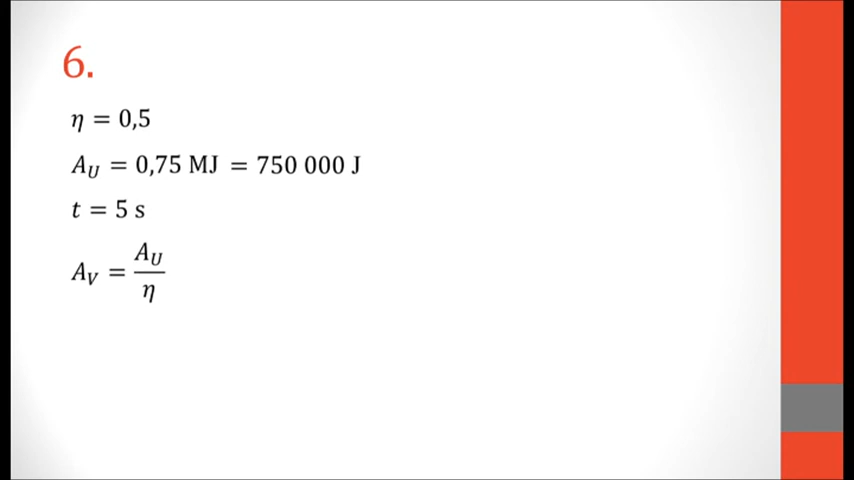 6.
η = 0,5
A_U = 0,75 MJ = 750 000 J
t = 5 s
A_V = A_U / η